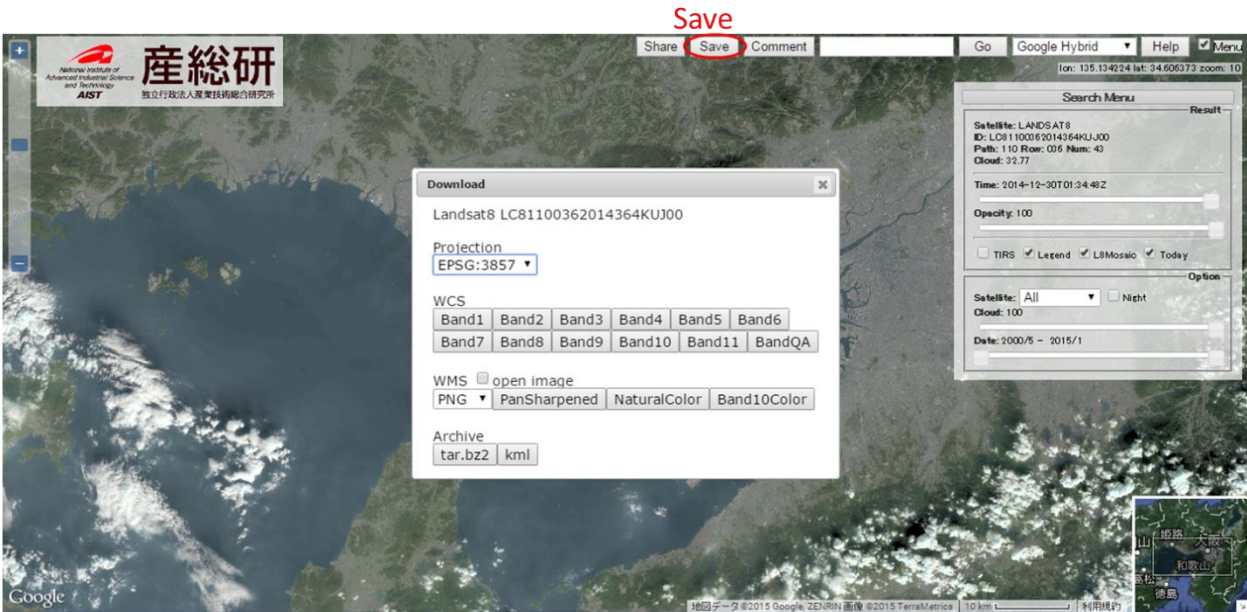 Save
Share Save Comment Go Google Hybrid Help Menu
lon: 135.134224 lat: 34.606373 zoom: 10
National Institute of
Advanced Industrial Science
and Technology
AIST
産総研
独立行政法人産業技術総合研究所
Search Menu
Result
Satellite: LANDSAT8
ID: LC81100362014364KUJ00
Path: 110 Row: 036 Num: 43
Cloud: 32.77
Time: 2014-12-30T01:34:48Z
Opacity: 100
TIRS Legend L8Mosaic Today
Option
Satellite: All Night
Cloud: 100
Date: 2000/5 - 2015/1
Download
Landsat8 LC81100362014364KUJ00
Projection
EPSG:3857
WCS
Band1 Band2 Band3 Band4 Band5 Band6
Band7 Band8 Band9 Band10 Band11 BandQA
WMS open image
PNG PanSharpened NaturalColor Band10Color
Archive
tar.bz2 kml
姫路 大阪
山
和歌山
高松
徳島
Google
地図データ ©2015 Google, ZENRIN 画像 ©2015 TerraMetrics 10 km 利用規約